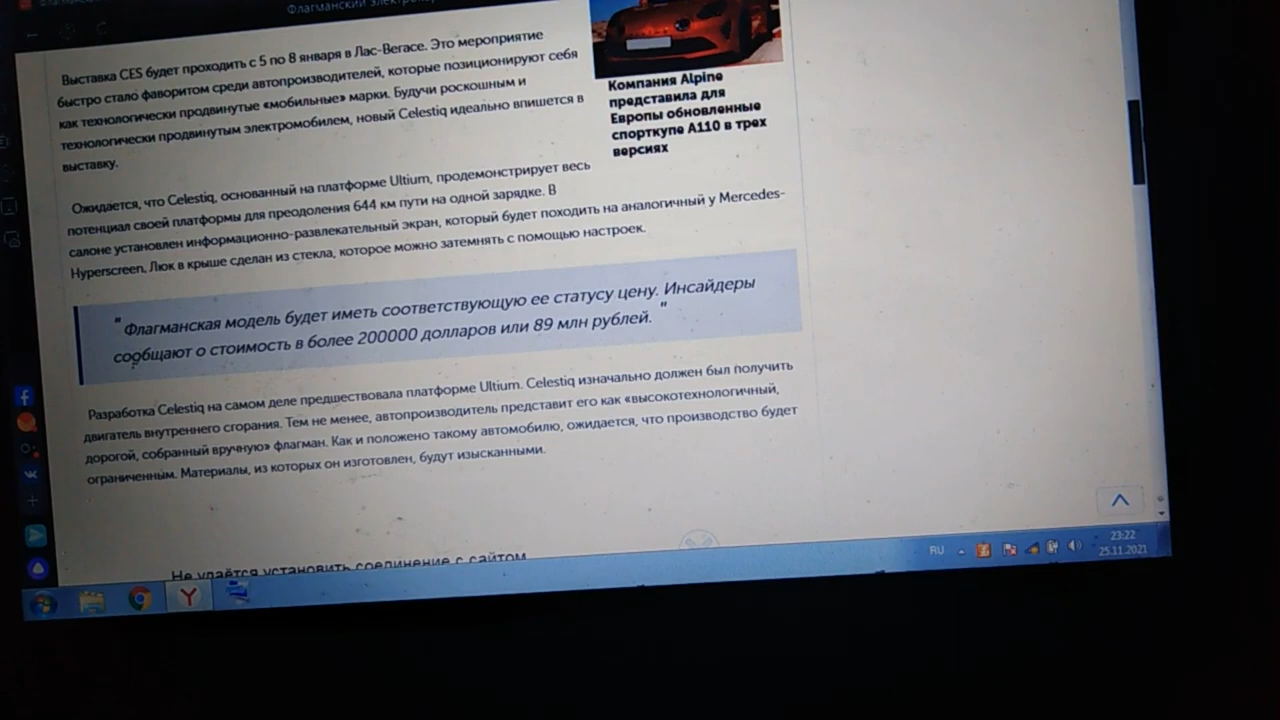 Флагманский
Выставка CES будет проходить с 5 по 8 января в Лас-Вегасе. Это мероприятие
быстро стало фаворитом среди автопроизводителей, которые позиционируют себя
как технологически продвинутые «мобильные» марки. Будучи роскошным и
технологически продвинутым электромобилем, новый Celestiq идеально впишется в
выставку.
Компания Alpine
представила для
Европы обновленные
спорткупе A110 в трех
версиях
Ожидается, что Celestiq, основанный на платформе Ultium, продемонстрирует весь
потенциал своей платформы для преодоления 644 км пути на одной зарядке. В
салоне установлен информационно-развлекательный экран, который будет походить на аналогичный у Mercedes-
Hyperscreen. Люк в крыше сделан из стекла, которое можно затемнять с помощью настроек.
" Флагманская модель будет иметь соответствующую ее статусу цену. Инсайдеры
сообщают о стоимость в более 200000 долларов или 89 млн рублей. "
Разработка Celestiq на самом деле предшествовала платформе Ultium. Celestiq изначально должен был получить
двигатель внутреннего сгорания. Тем не менее, автопроизводитель представит его как «высокотехнологичный,
дорогой, собранный вручную» флагман. Как и положено такому автомобилю, ожидается, что производство будет
ограниченным. Материалы, из которых он изготовлен, будут изысканными.
Не удаётся установить соединение с сайтом
RU
23:22
25.11.2021